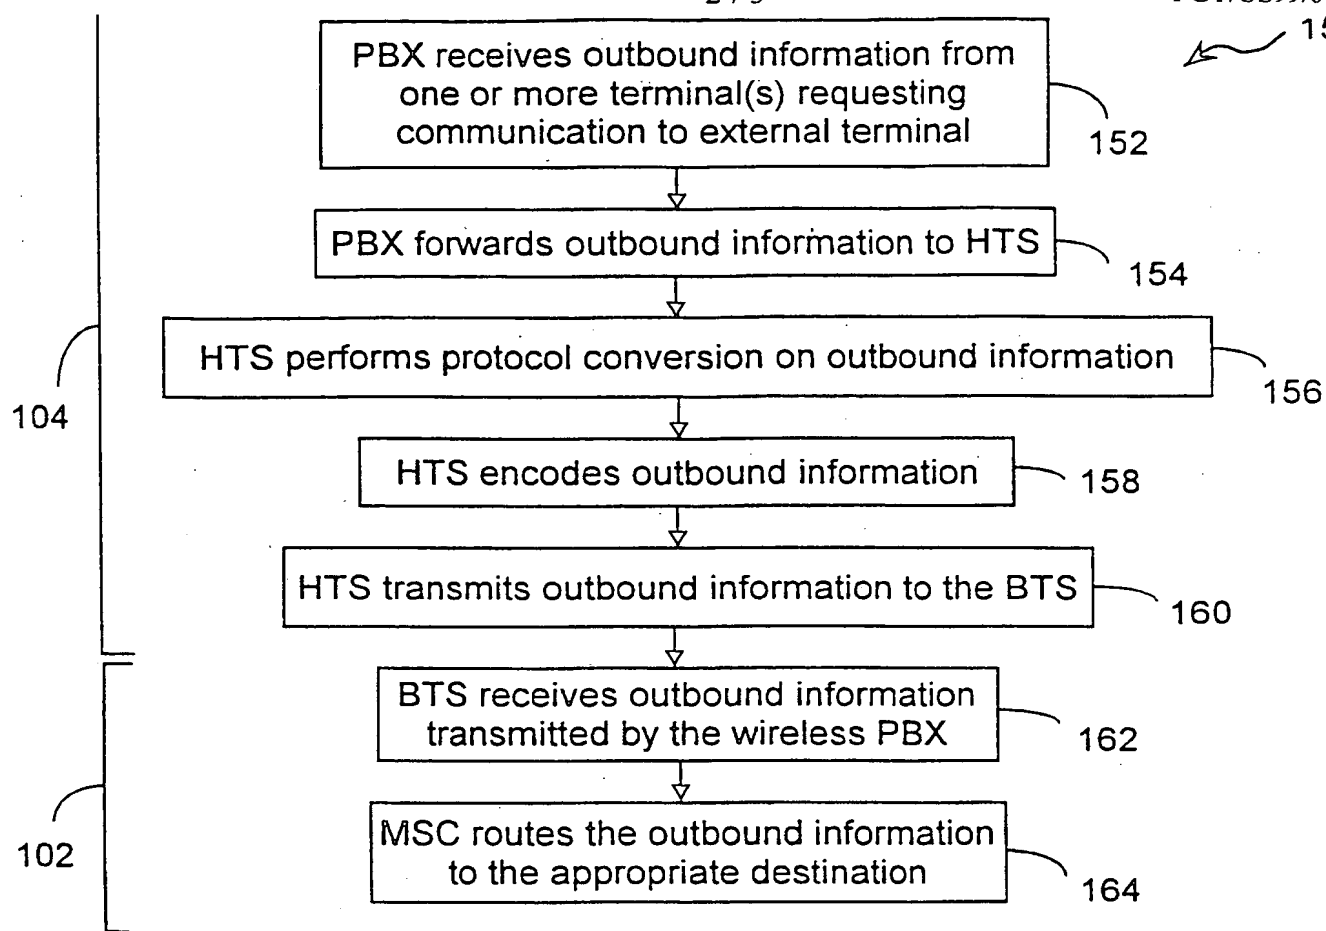 PBX receives outbound information from
one or more terminal(s) requesting
communication to external terminal
152
PBX forwards outbound information to HTS
154
HTS performs protocol conversion on outbound information
156
104
HTS encodes outbound information
158
HTS transmits outbound information to the BTS
160
BTS receives outbound information
transmitted by the wireless PBX
162
102
MSC routes the outbound information
to the appropriate destination
164